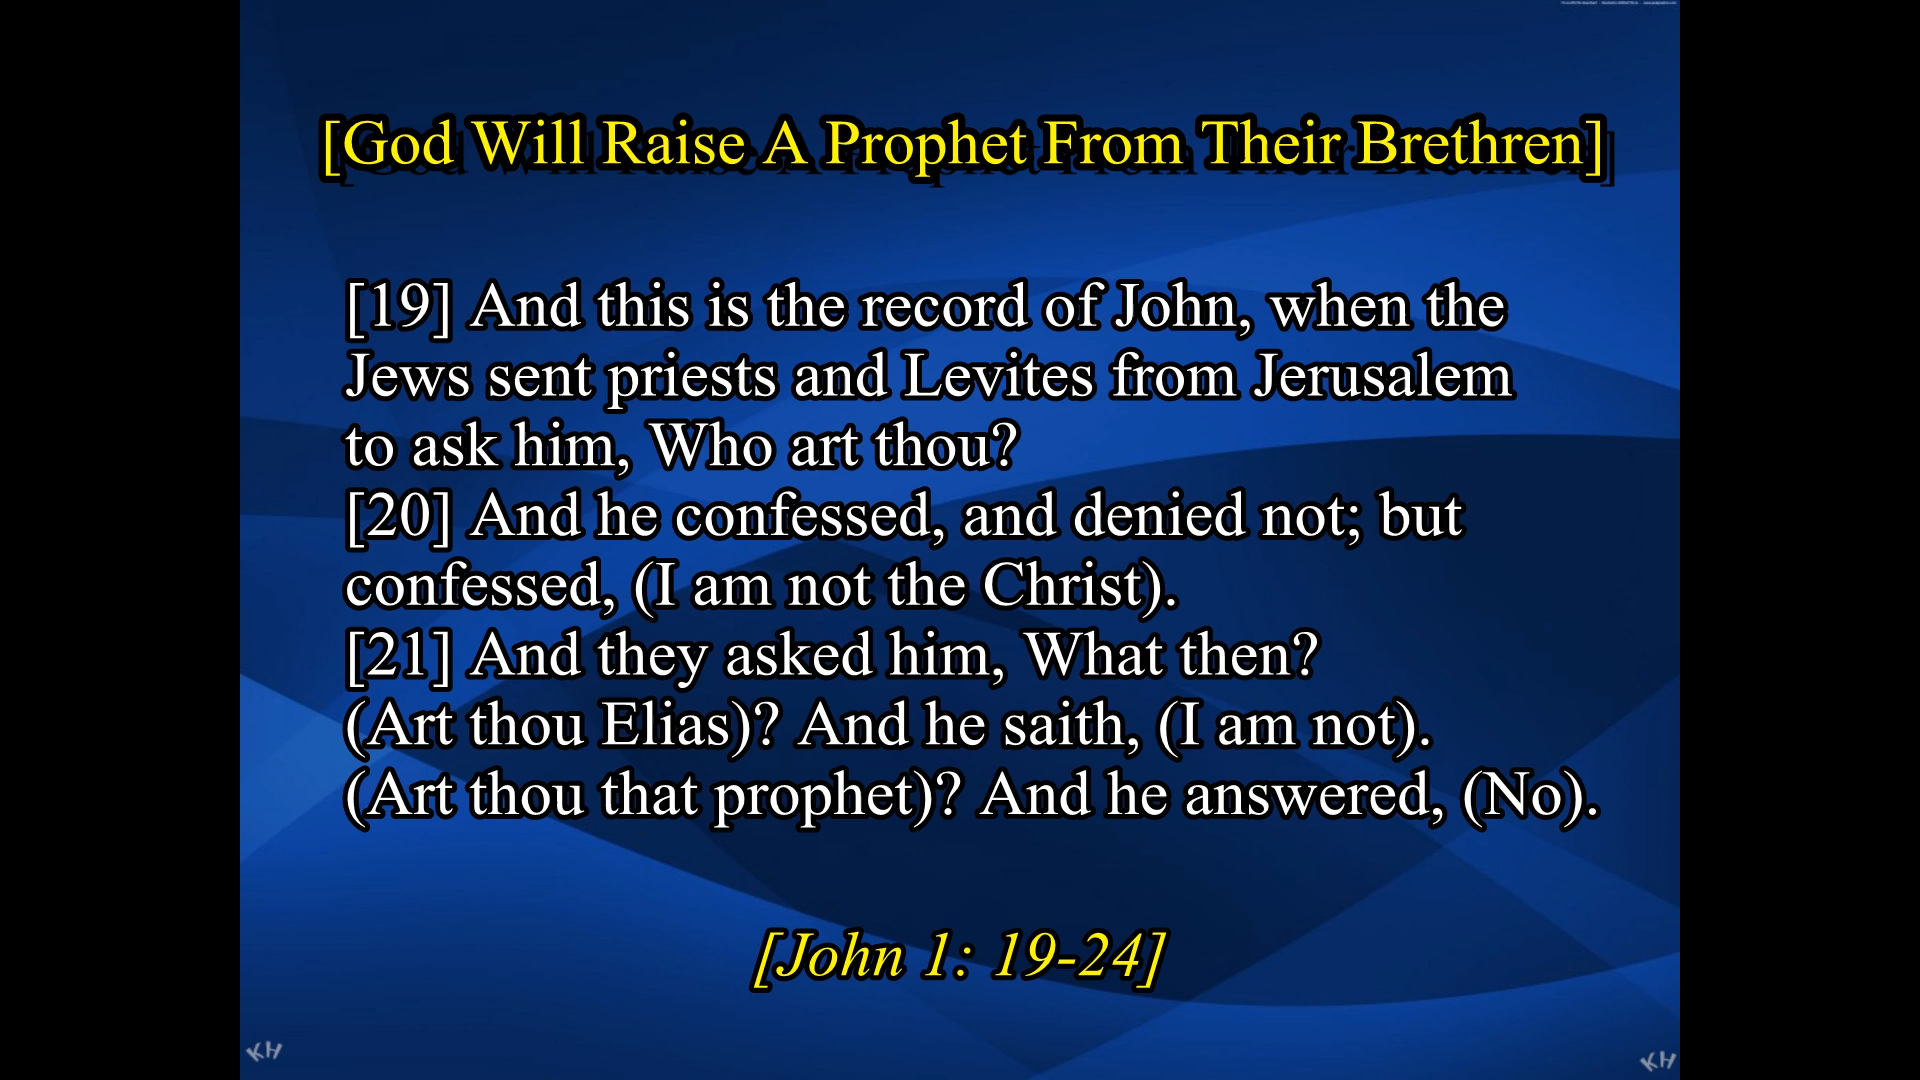 [God Will Raise A Prophet From Their Brethren]
[19] And this is the record of John, when the
Jews sent priests and Levites from Jerusalem
to ask him, Who art thou?
[20] And he confessed, and denied not; but
confessed, (I am not the Christ).
[21] And they asked him, What then?
(Art thou Elias)? And he saith, (I am not).
(Art thou that prophet)? And he answered, (No).
[John 1: 19-24]
KH
KH